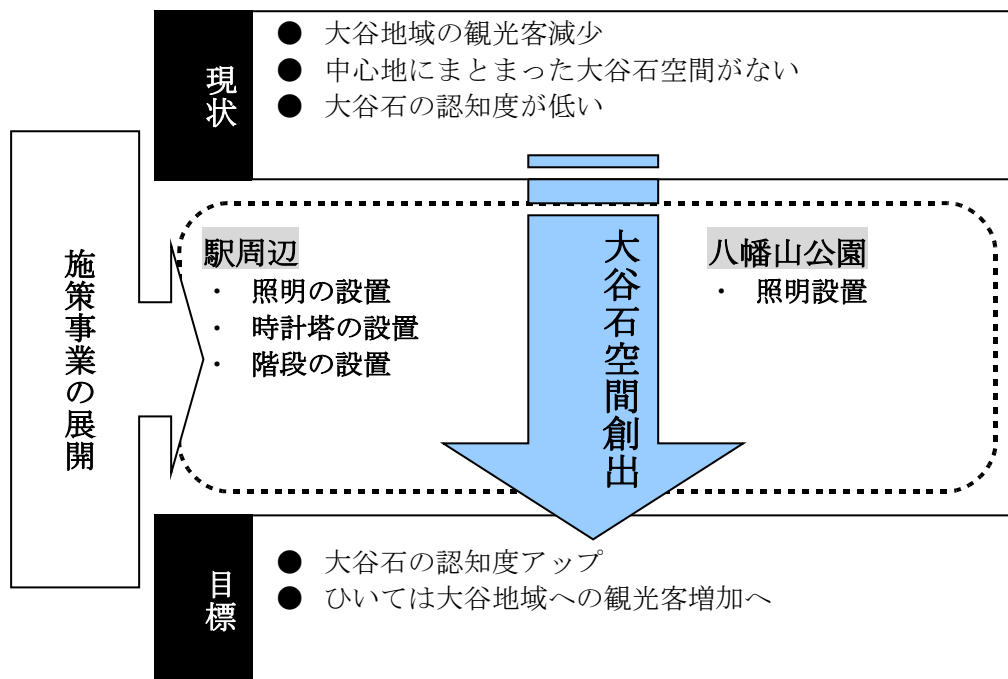 現状
● 大谷地域の観光客減少
● 中心地にまとまった大谷石空間がない
● 大谷石の認知度が低い
施策事業の展開
駅周辺
・ 照明の設置
・ 時計塔の設置
・ 階段の設置
大谷石空間創出
八幡山公園
・ 照明設置
目標
● 大谷石の認知度アップ
● ひいては大谷地域への観光客増加へ